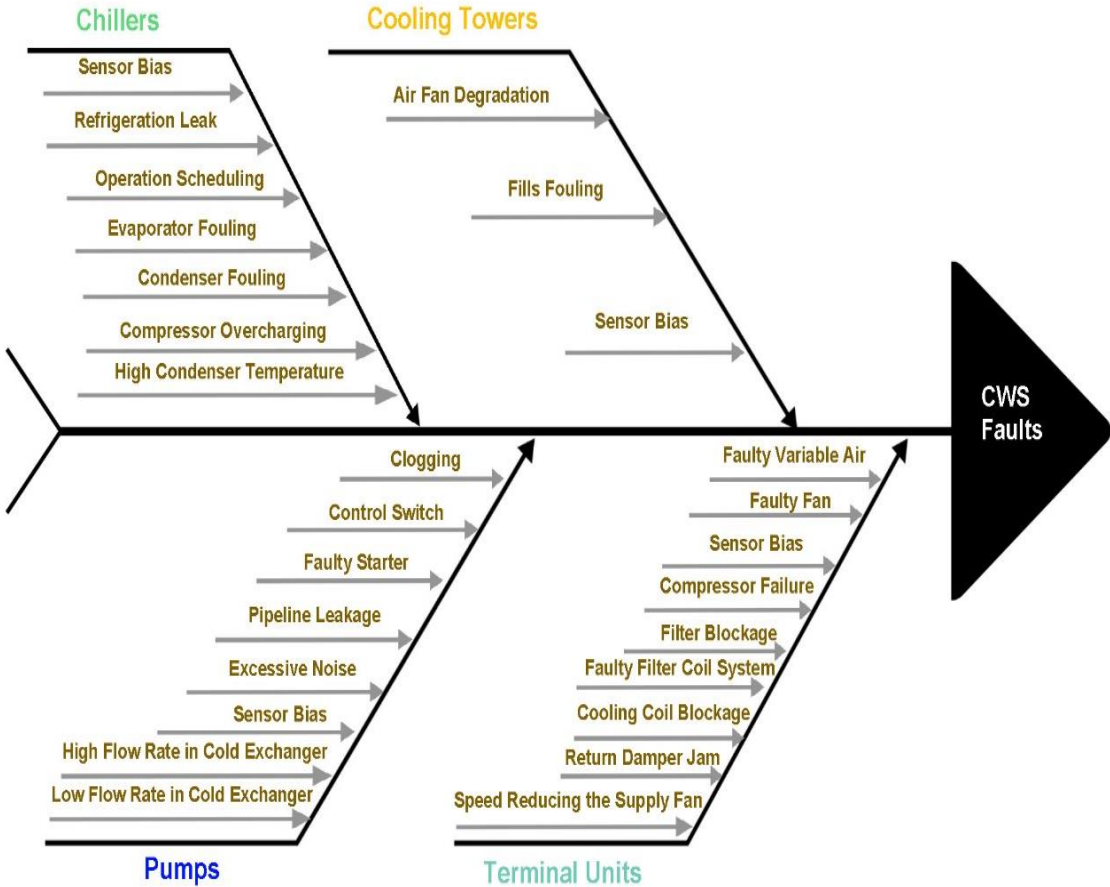 Chillers
Sensor Bias
Refrigeration Leak
Operation Scheduling
Evaporator Fouling
Condenser Fouling
Compressor Overcharging
High Condenser Temperature
Cooling Towers
Air Fan Degradation
Fills Fouling
Sensor Bias
CWS
Faults
Clogging
Control Switch
Faulty Starter
Pipeline Leakage
Excessive Noise
Sensor Bias
High Flow Rate in Cold Exchanger
Low Flow Rate in Cold Exchanger
Pumps
Faulty Variable Air
Faulty Fan
Sensor Bias
Compressor Failure
Filter Blockage
Faulty Filter Coil System
Cooling Coil Blockage
Return Damper Jam
Speed Reducing the Supply Fan
Terminal Units